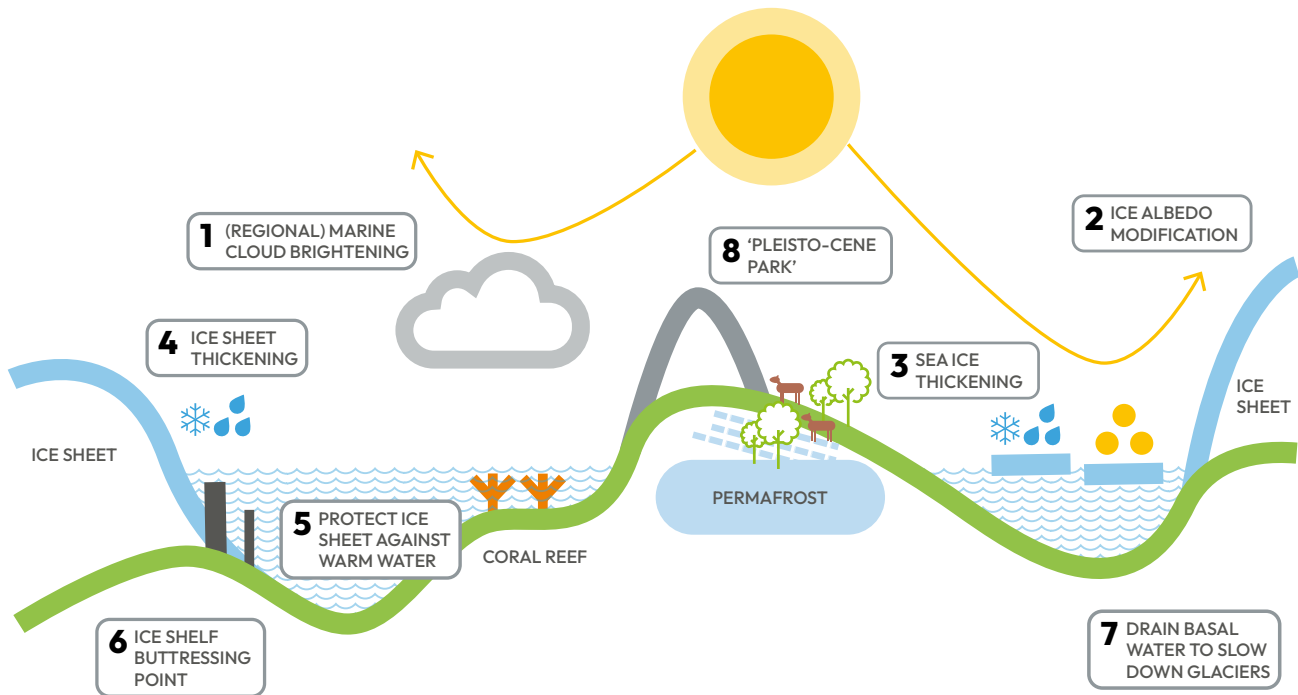 1 (REGIONAL) MARINE
CLOUD BRIGHTENING
2 ICE ALBEDO
MODIFICATION
8 'PLEISTO-CENE
PARK'
4 ICE SHEET
THICKENING
3 SEA ICE
THICKENING
ICE
SHEET
ICE SHEET
PERMAFROST
5 PROTECT ICE
SHEET AGAINST
WARM WATER
CORAL REEF
6 ICE SHELF
BUTTRESSING
POINT
7 DRAIN BASAL
WATER TO SLOW
DOWN GLACIERS